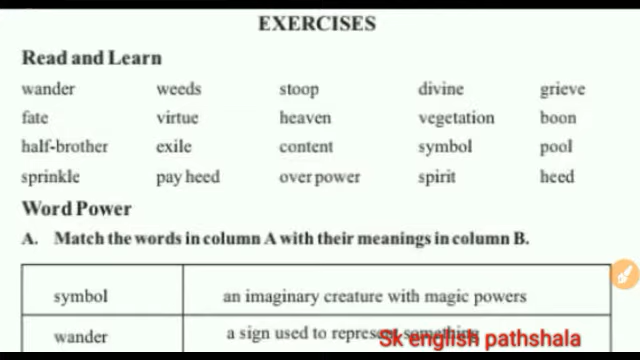 EXERCISES
Read and Learn
wander weeds stoop divine grieve
fate virtue heaven vegetation boon
half-brother exile content symbol pool
sprinkle pay heed over power spirit heed
Word Power
A. Match the words in column A with their meanings in column B.
symbol an imaginary creature with magic powers
wander a sign used to represent something
Sk english pathshala